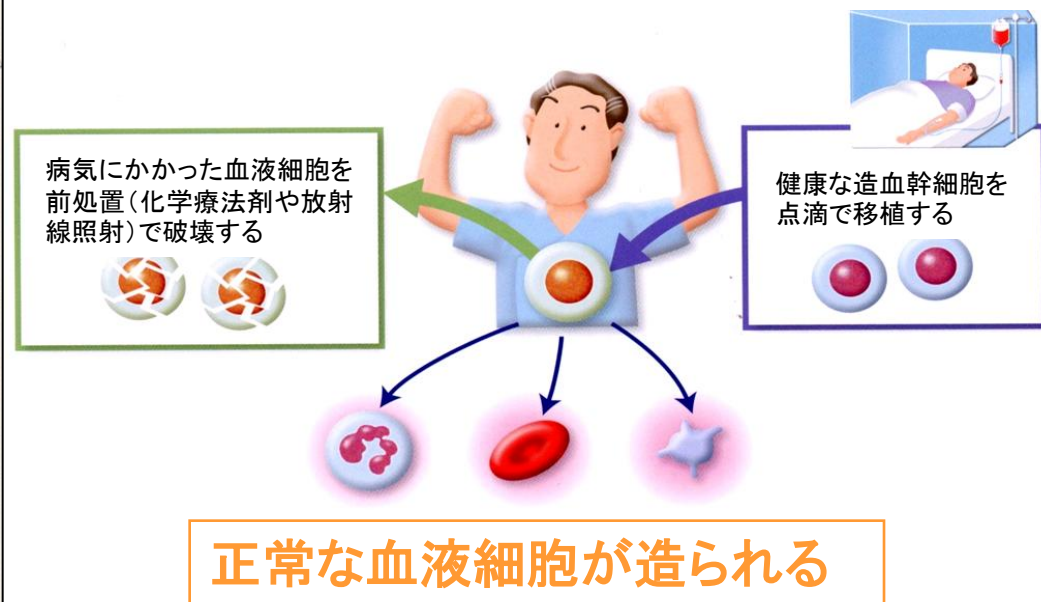 病気にかかった血液細胞を
前処置（化学療法剤や放射
線照射）で破壊する
健康な造血幹細胞を
点滴で移植する
正常な血液細胞が造られる